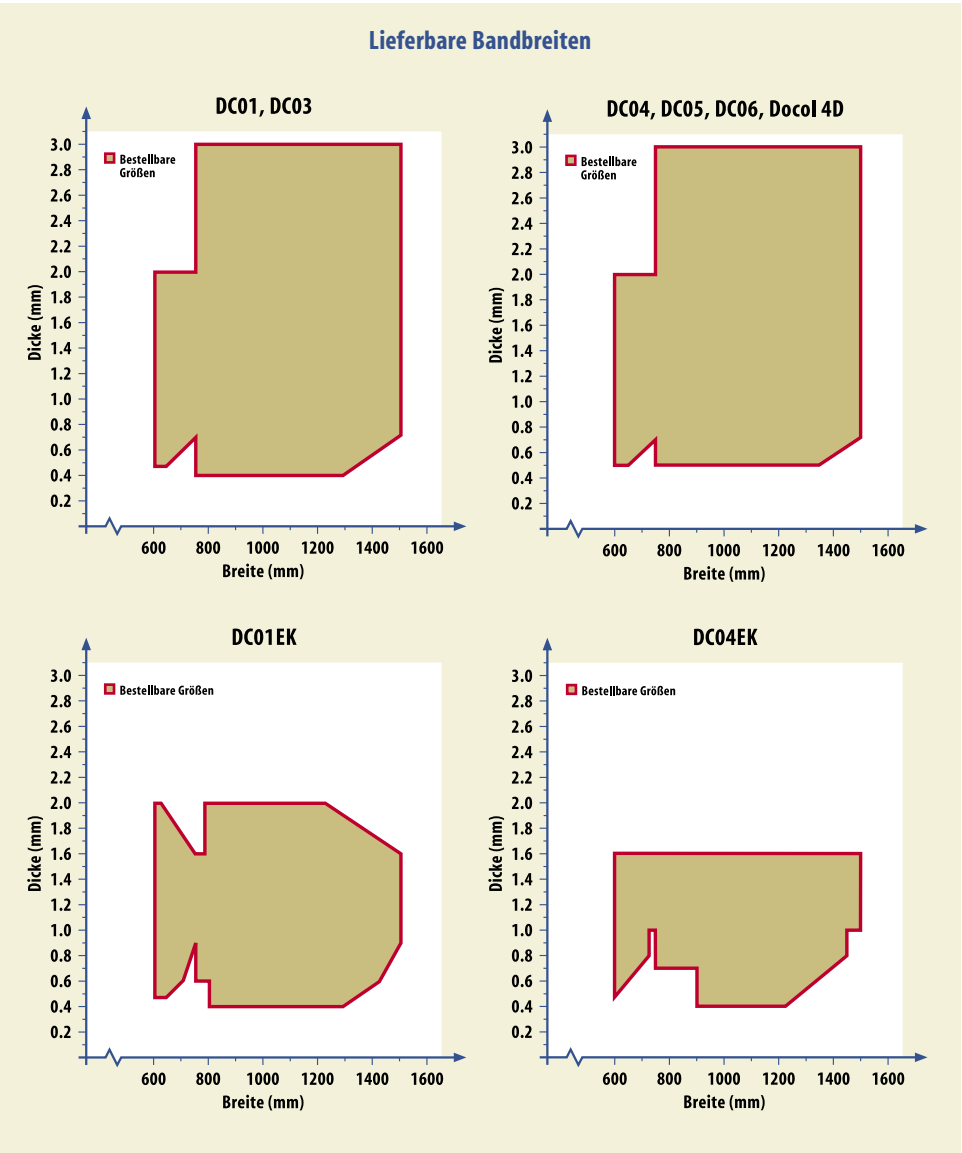 Lieferbare Bandbreiten
DC01, DC03
Bestellbare
Größen
3.0
2.8
2.6
2.4
2.2
2.0
1.8
1.6
1.4
1.2
1.0
0.8
0.6
0.4
0.2
Dicke (mm)
600 800 1000 1200 1400 1600
Breite (mm)
DC04, DC05, DC06, Docol 4D
Bestellbare
Größen
3.0
2.8
2.6
2.4
2.2
2.0
1.8
1.6
1.4
1.2
1.0
0.8
0.6
0.4
0.2
Dicke (mm)
600 800 1000 1200 1400 1600
Breite (mm)
DC01EK
Bestellbare Größen
3.0
2.8
2.6
2.4
2.2
2.0
1.8
1.6
1.4
1.2
1.0
0.8
0.6
0.4
0.2
Dicke (mm)
600 800 1000 1200 1400 1600
Breite (mm)
DC04EK
Bestellbare Größen
3.0
2.8
2.6
2.4
2.2
2.0
1.8
1.6
1.4
1.2
1.0
0.8
0.6
0.4
0.2
Dicke (mm)
600 800 1000 1200 1400 1600
Breite (mm)